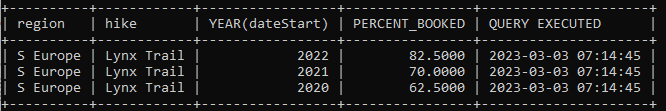 +----------+------------+-----------------+----------------+---------------------+
| region   | hike       | YEAR(dateStart) | PERCENT_BOOKED | QUERY EXECUTED      |
+----------+------------+-----------------+----------------+---------------------+
| S Europe | Lynx Trail |            2022 |        82.5000 | 2023-03-03 07:14:45 |
| S Europe | Lynx Trail |            2021 |        70.0000 | 2023-03-03 07:14:45 |
| S Europe | Lynx Trail |            2020 |        62.5000 | 2023-03-03 07:14:45 |
+----------+------------+-----------------+----------------+---------------------+